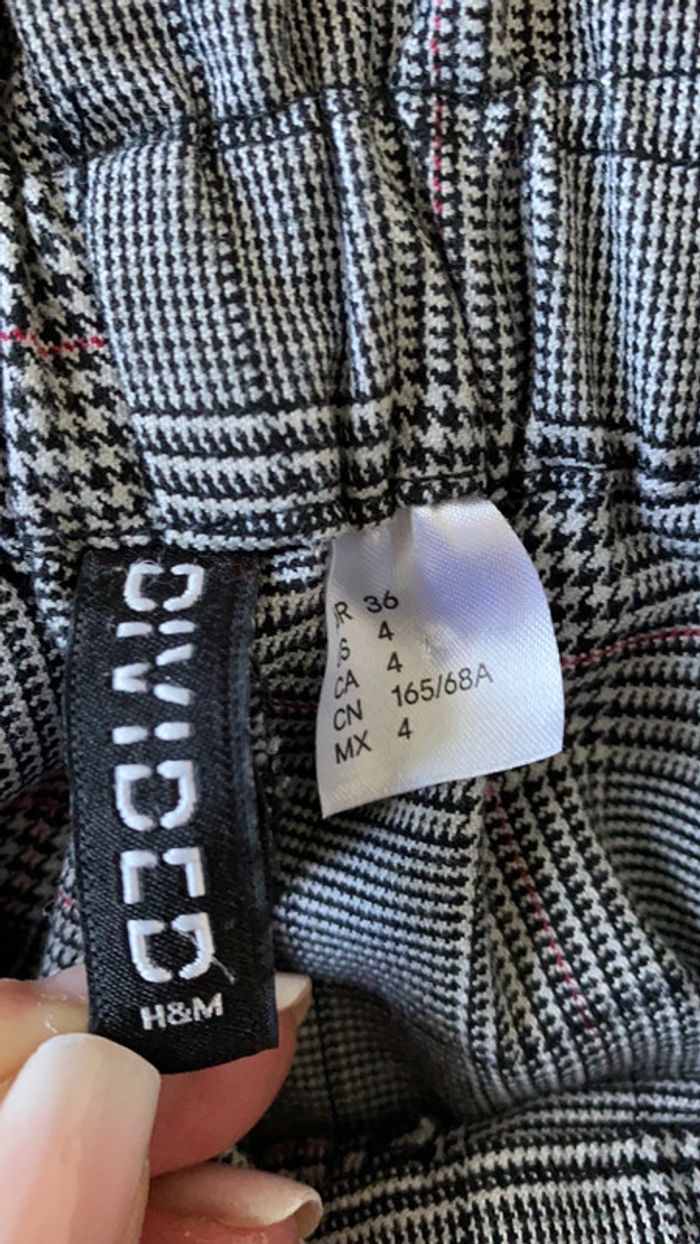 DIVIDED
H&M
R 36
S 4
CA 4
CN 165/68A
MX 4